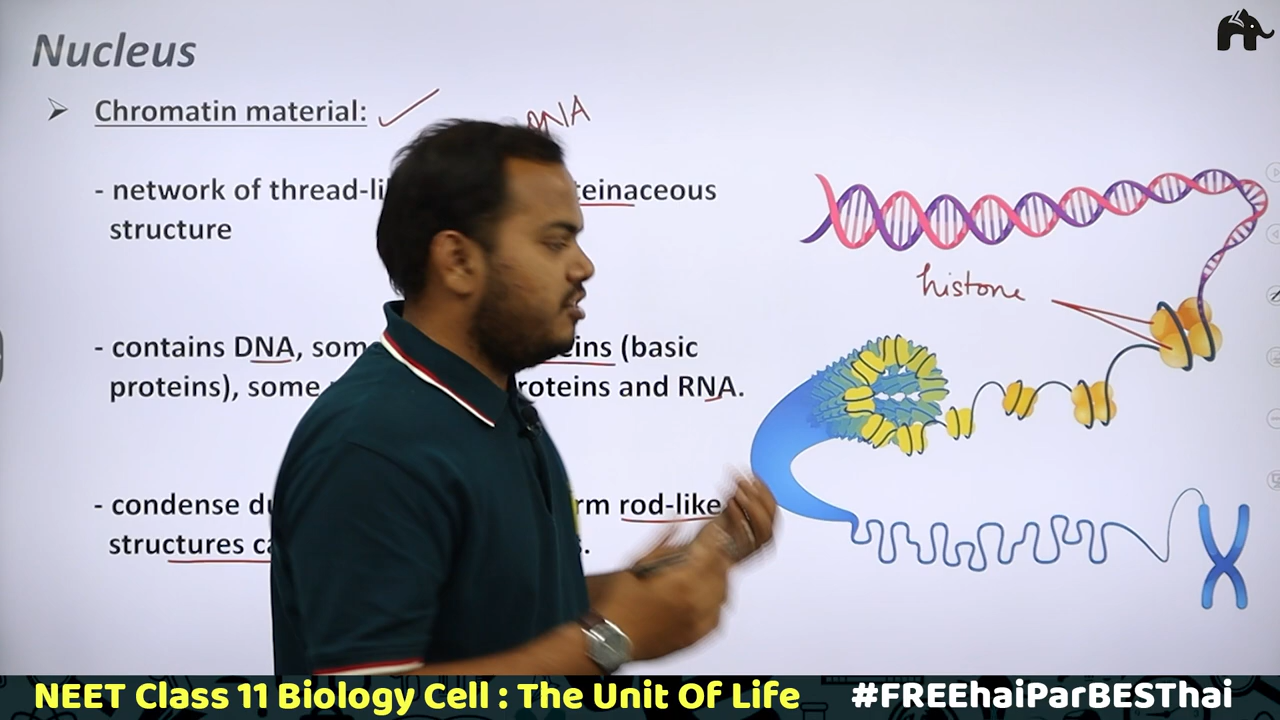 Nucleus
Chromatin material:
DNA
- network of thread-li teinaceous
structure
histone
- contains DNA, som eins (basic
proteins), some roteins and RNA.
- condense du rm rod-like
structures ca s.
NEET Class 11 Biology Cell : The Unit Of Life #FREEhaiParBESThai